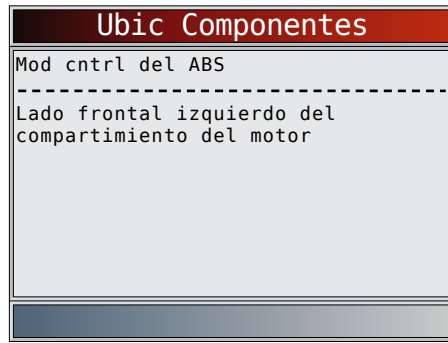 Ubic Componentes
Mod cntrl del ABS
Lado frontal izquierdo del
compartimiento del motor